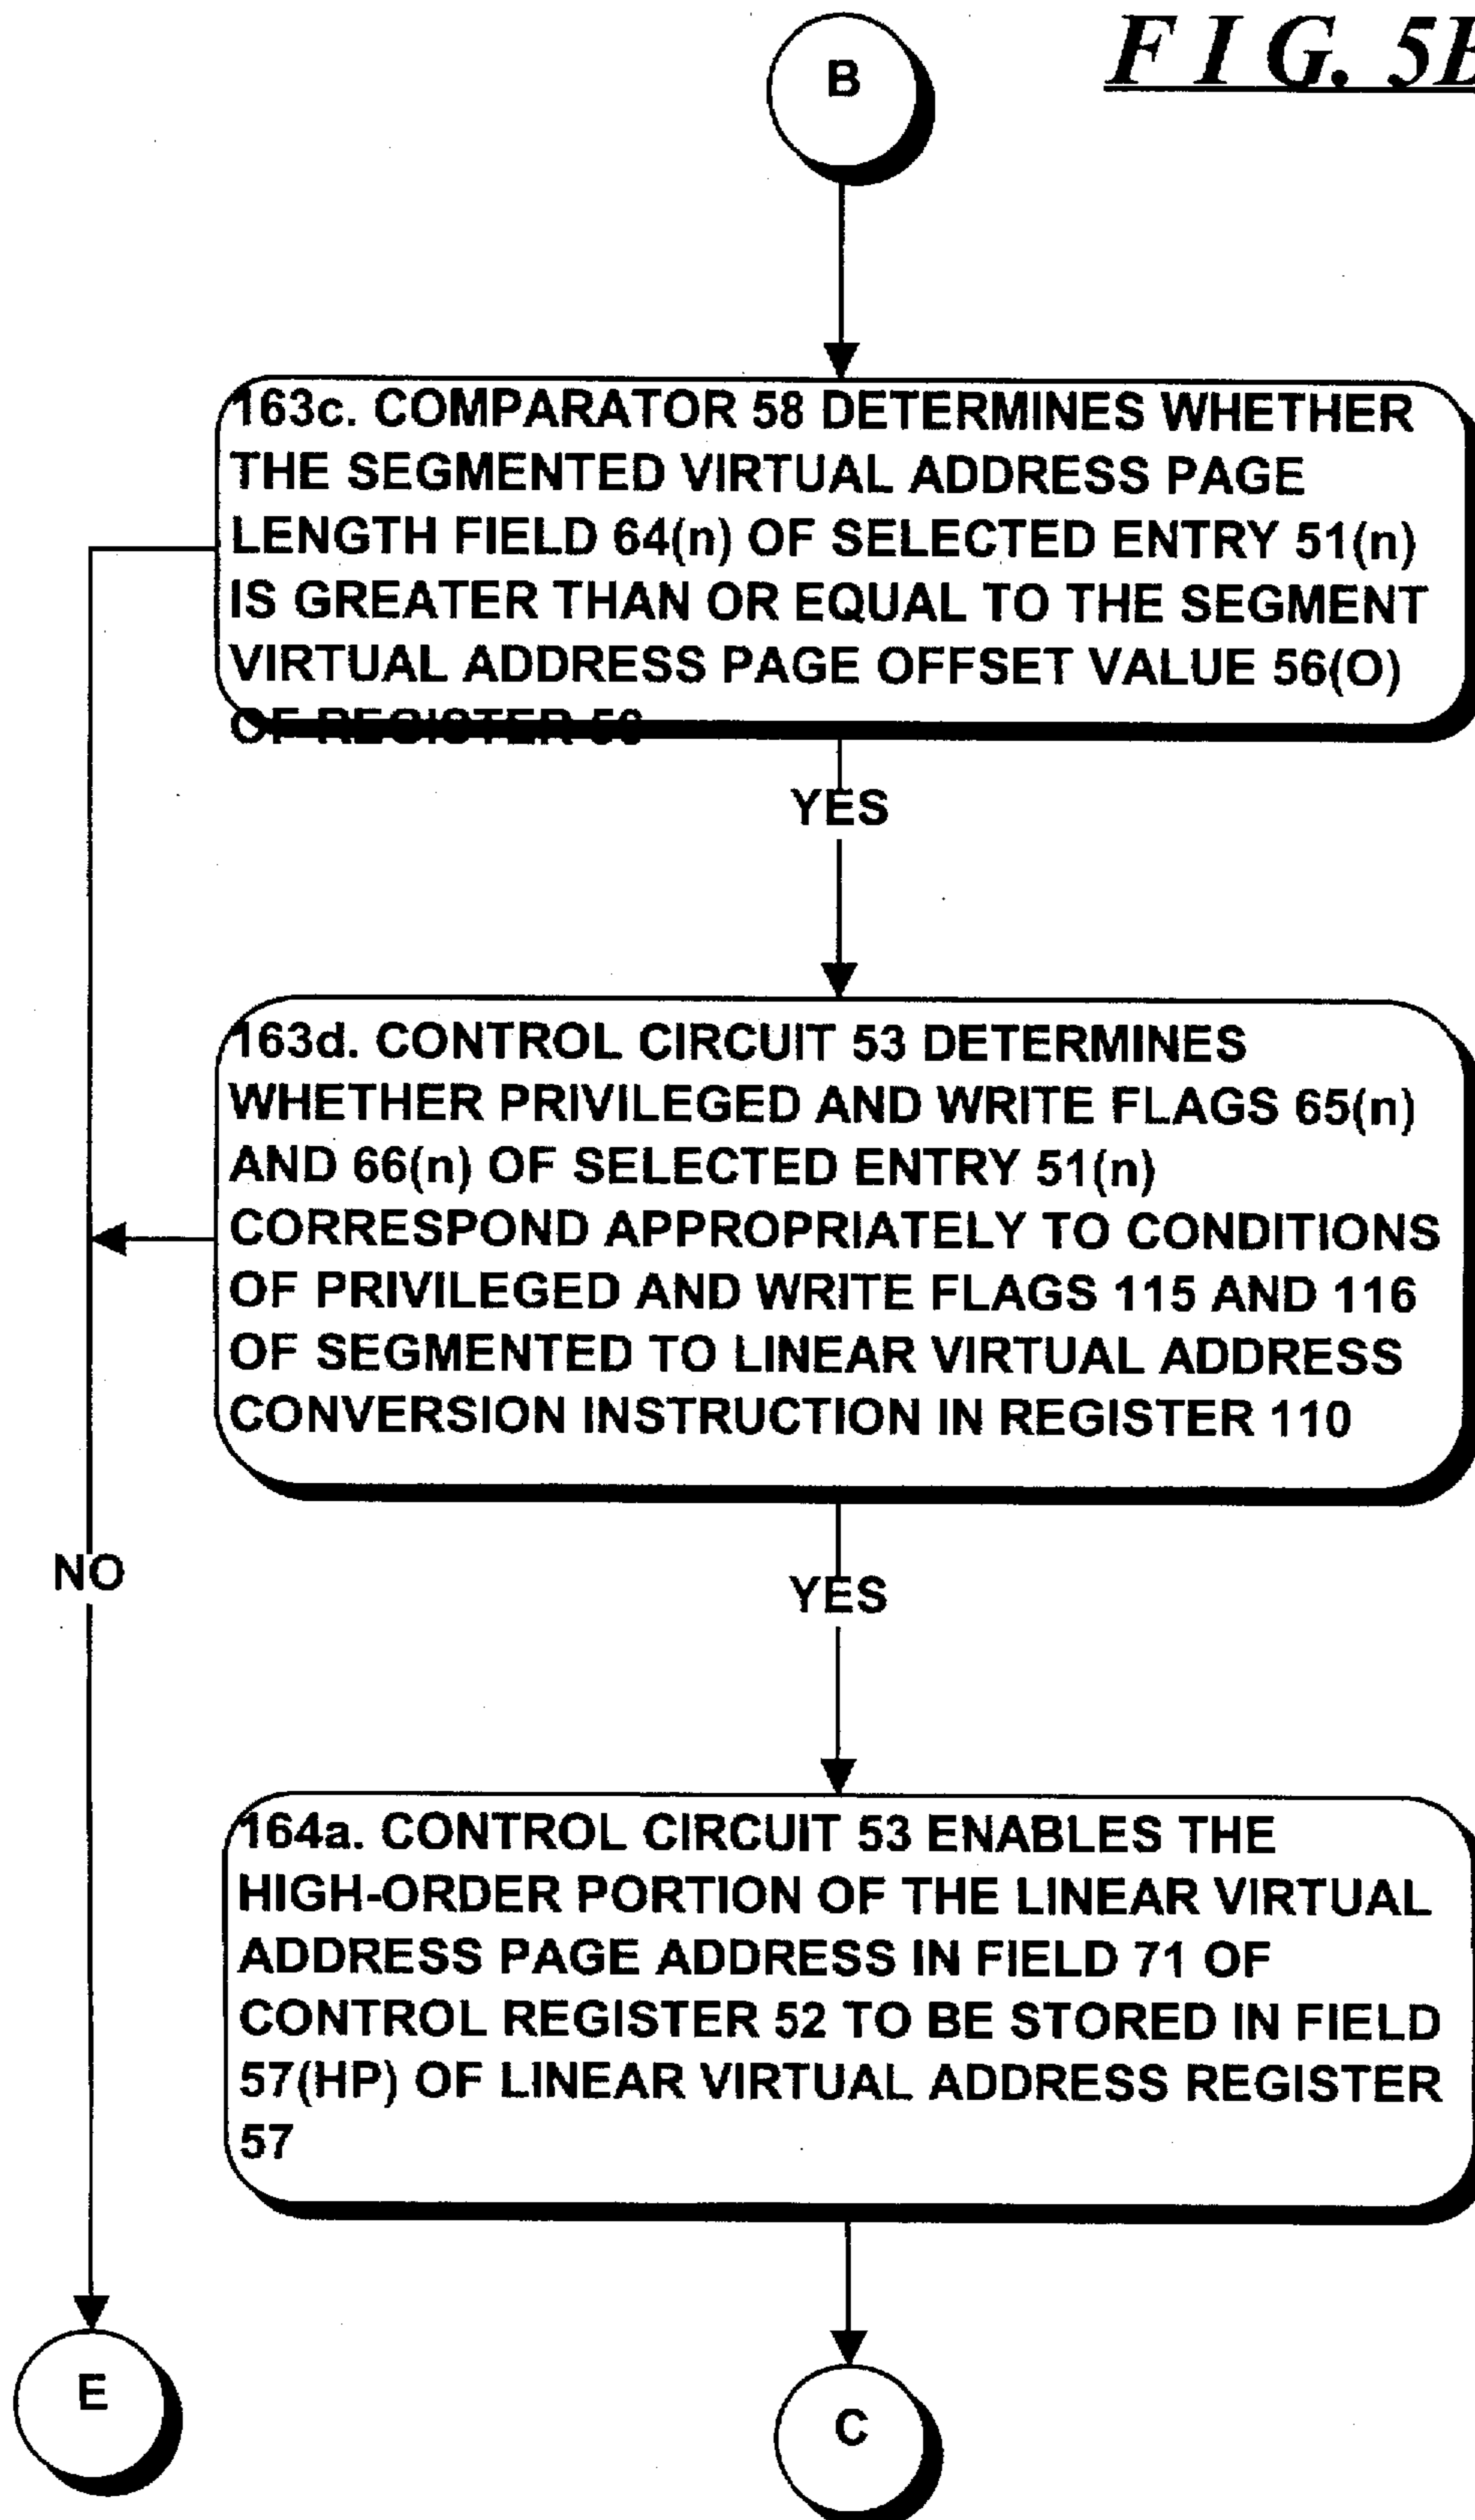 B
FIG. 5B
163c. COMPARATOR 58 DETERMINES WHETHER
THE SEGMENTED VIRTUAL ADDRESS PAGE
LENGTH FIELD 64(n) OF SELECTED ENTRY 51(n)
IS GREATER THAN OR EQUAL TO THE SEGMENT
VIRTUAL ADDRESS PAGE OFFSET VALUE 56(O)
OF REGISTER
YES
163d. CONTROL CIRCUIT 53 DETERMINES
WHETHER PRIVILEGED AND WRITE FLAGS 65(n)
AND 66(n) OF SELECTED ENTRY 51(n)
CORRESPOND APPROPRIATELY TO CONDITIONS
OF PRIVILEGED AND WRITE FLAGS 115 AND 116
OF SEGMENTED TO LINEAR VIRTUAL ADDRESS
CONVERSION INSTRUCTION IN REGISTER 110
NO
YES
164a. CONTROL CIRCUIT 53 ENABLES THE
HIGH-ORDER PORTION OF THE LINEAR VIRTUAL
ADDRESS PAGE ADDRESS IN FIELD 71 OF
CONTROL REGISTER 52 TO BE STORED IN FIELD
57(HP) OF LINEAR VIRTUAL ADDRESS REGISTER
57
E
C